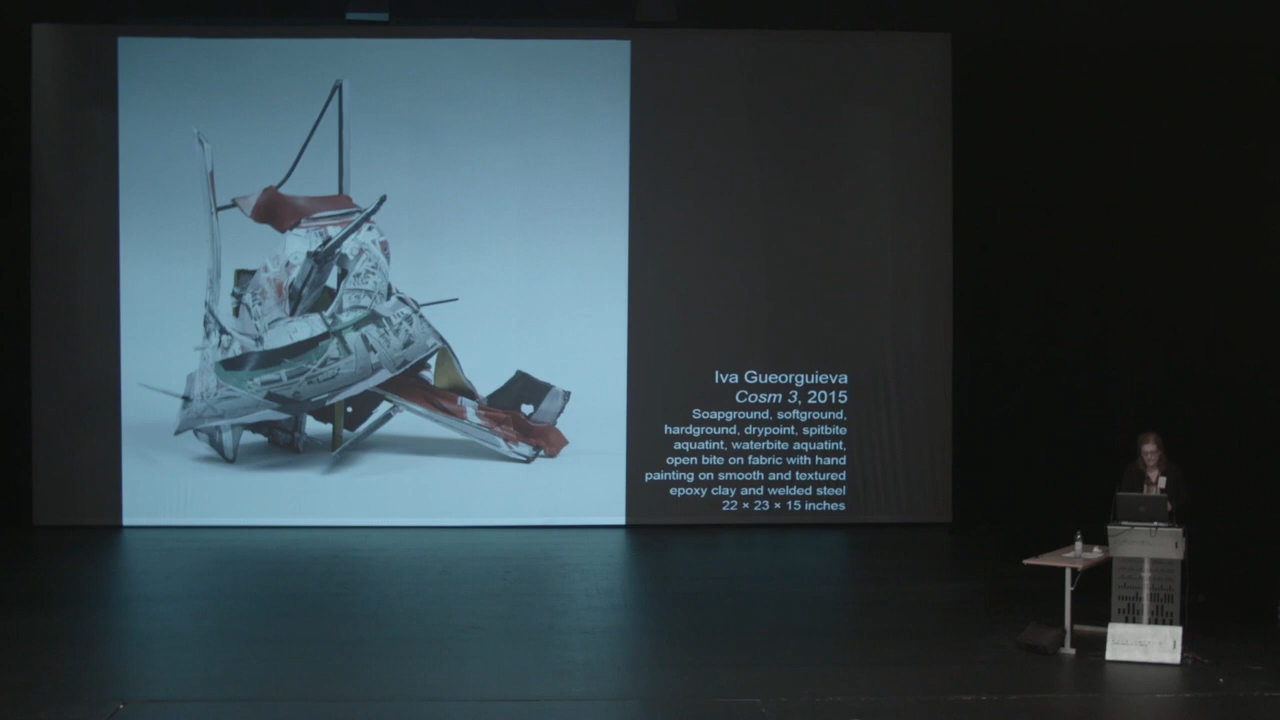 Iva Gueorguieva
Cosm 3, 2015
Soapground, softground,
hardground, drypoint, spitbite
aquatint, waterbite aquatint,
open bite on fabric with hand
painting on smooth and textured
epoxy clay and welded steel
22 × 23 × 15 inches